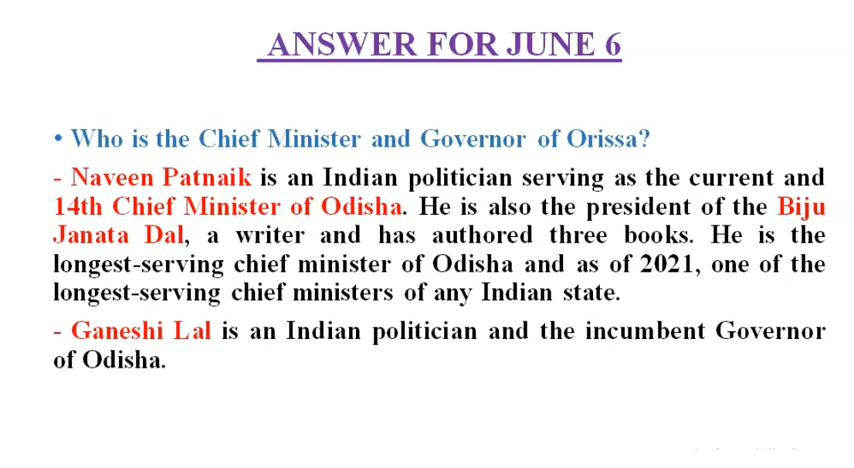 ANSWER FOR JUNE 6
• Who is the Chief Minister and Governor of Orissa?
- Naveen Patnaik is an Indian politician serving as the current and
14th Chief Minister of Odisha. He is also the president of the Biju
Janata Dal, a writer and has authored three books. He is the
longest-serving chief minister of Odisha and as of 2021, one of the
longest-serving chief ministers of any Indian state.
- Ganeshi Lal is an Indian politician and the incumbent Governor
of Odisha.